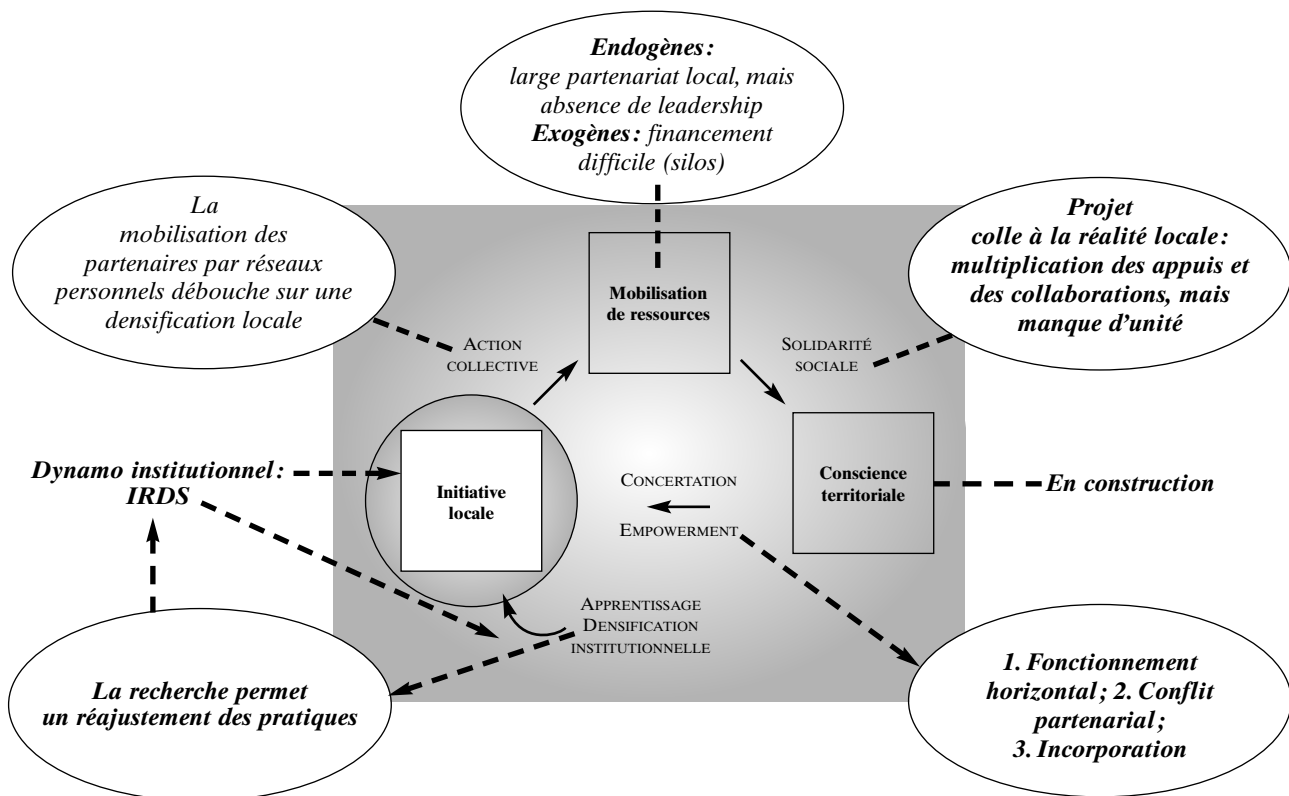 Endogènes :
large partenariat local, mais
absence de leadership
Exogènes : financement
difficile (silos)
La
mobilisation des
partenaires par réseaux
personnels débouche sur une
densification locale
Projet
colle à la réalité locale :
multiplication des appuis et
des collaborations, mais
manque d’unité
Mobilisation
de ressources
ACTION
COLLECTIVE
SOLIDARITÉ
SOCIALE
Dynamo institutionnel :
IRDS
Initiative
locale
CONCERTATION
EMPOWERMENT
Conscience
territoriale
En construction
APPRENTISSAGE
DENSIFICATION
INSTITUTIONNELLE
La recherche permet
un réajustement des pratiques
1. Fonctionnement
horizontal ; 2. Conflit
partenarial ;
3. Incorporation